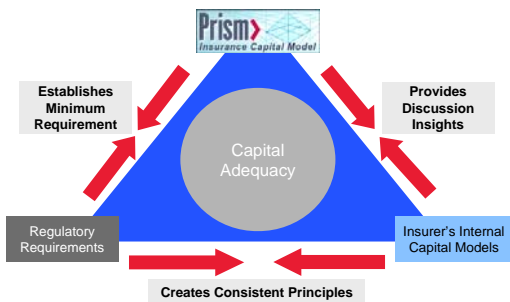 Prism>
Insurance Capital Model
Establishes
Minimum
Requirement
Provides
Discussion
Insights
Capital
Adequacy
Regulatory
Requirements
Insurer's Internal
Capital Models
Creates Consistent Principles